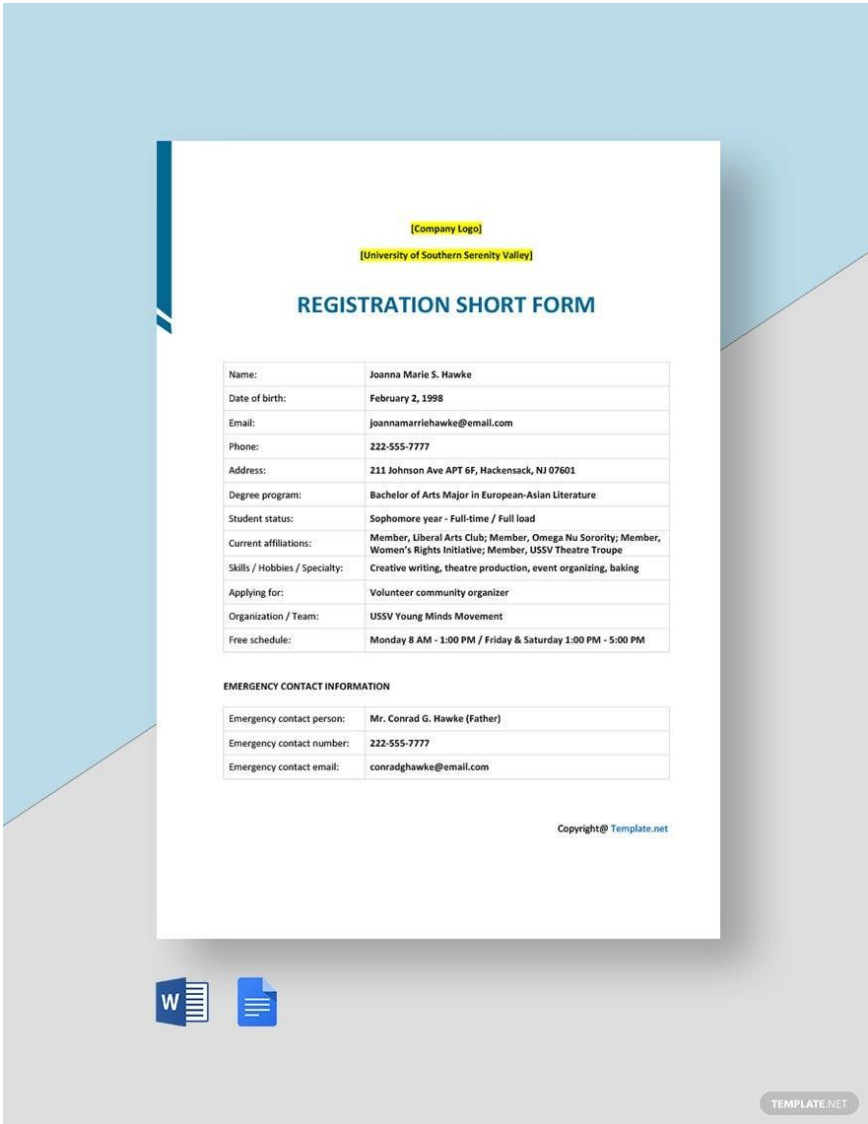 [Company Logo]
[University of Southern Serenity Valley]
REGISTRATION SHORT FORM
Name: Joanna Marie S. Hawke
Date of birth: February 2, 1998
Email: joannamarriehawke@email.com
Phone: 222-555-7777
Address: 211 Johnson Ave APT 6F, Hackensack, NJ 07601
Degree program: Bachelor of Arts Major in European-Asian Literature
Student status: Sophomore year - Full-time / Full load
Current affiliations: Member, Liberal Arts Club; Member, Omega Nu Sorority; Member,
Women's Rights Initiative; Member, USSV Theatre Troupe
Skills / Hobbies / Specialty: Creative writing, theatre production, event organizing, baking
Applying for: Volunteer community organizer
Organization / Team: USSV Young Minds Movement
Free schedule: Monday 8 AM - 1:00 PM / Friday & Saturday 1:00 PM - 5:00 PM
EMERGENCY CONTACT INFORMATION
Emergency contact person: Mr. Conrad G. Hawke (Father)
Emergency contact number: 222-555-7777
Emergency contact email: conradghawke@email.com
Copyright@ Template.net
W
TEMPLATE.NET